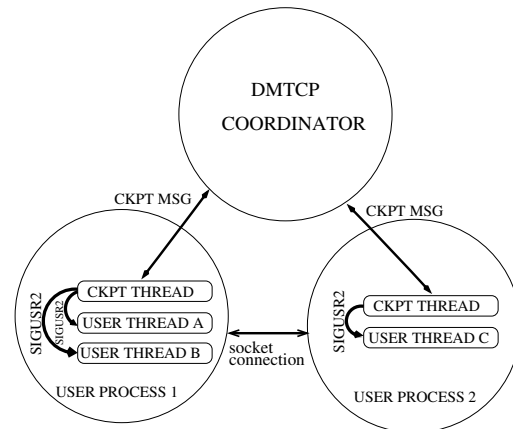 DMTCP
COORDINATOR
CKPT MSG
CKPT MSG
SIGUSR2
SIGUSR2
CKPT THREAD
USER THREAD A
USER THREAD B
USER PROCESS 1
socket
connection
SIGUSR2
CKPT THREAD
USER THREAD C
USER PROCESS 2